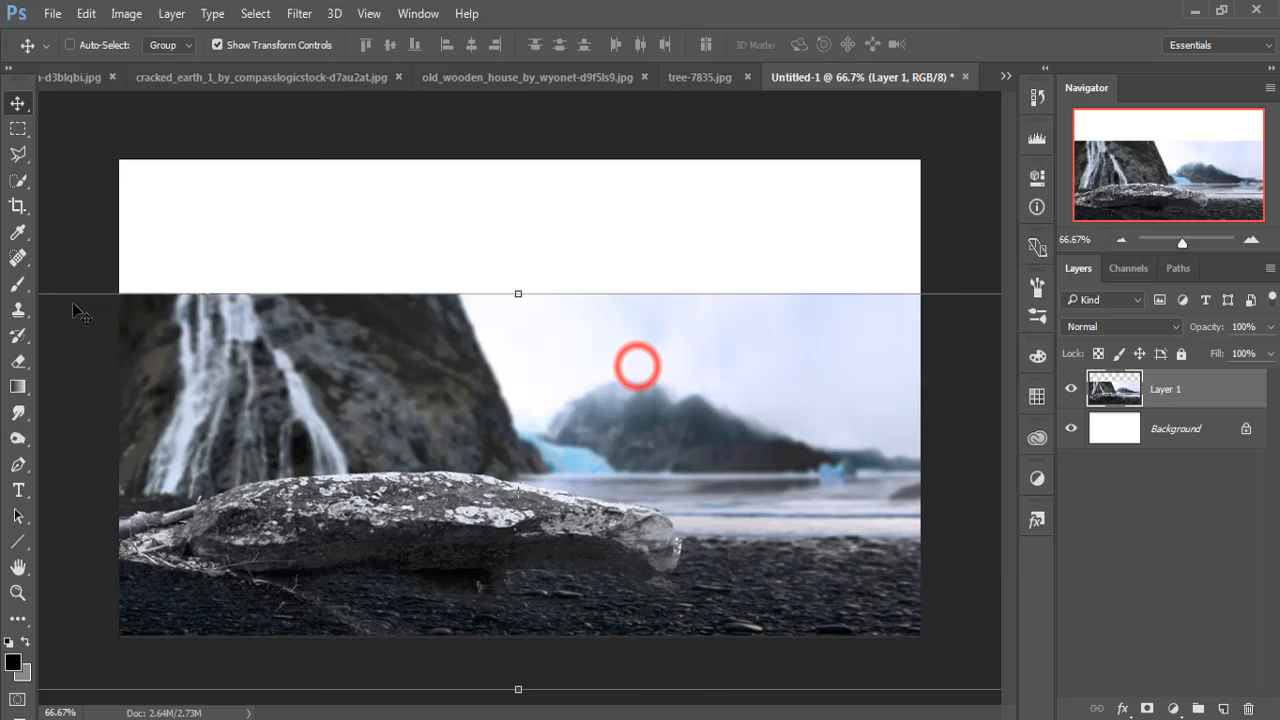 Ps File Edit Image Layer Type Select Filter 3D View Window Help
Auto-Select: Group Show Transform Controls 3D Mode: Essentials
n-d3blqbi.jpg × cracked_earth_1_by_compasslogicstock-d7au2at.jpg × old_wooden_house_by_wyonet-d9f5ls9.jpg × tree-7835.jpg × Untitled-1 @ 66.7% (Layer 1, RGB/8) * ×
Navigator
66.67%
Layers Channels Paths
Kind
Normal Opacity: 100%
Lock: Fill: 100%
Layer 1
Background
66.67% Doc: 2.64M/2.73M